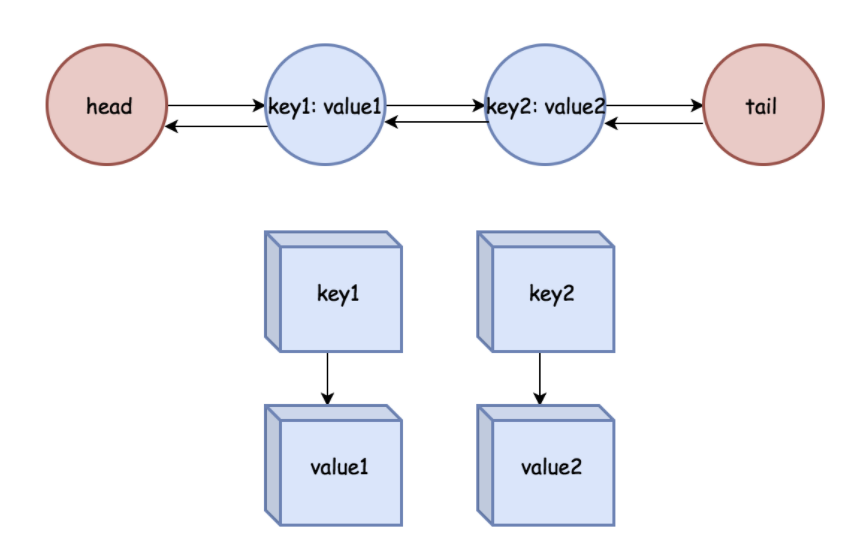 head
key1: value1
key2: value2
tail
key1
key2
value1
value2